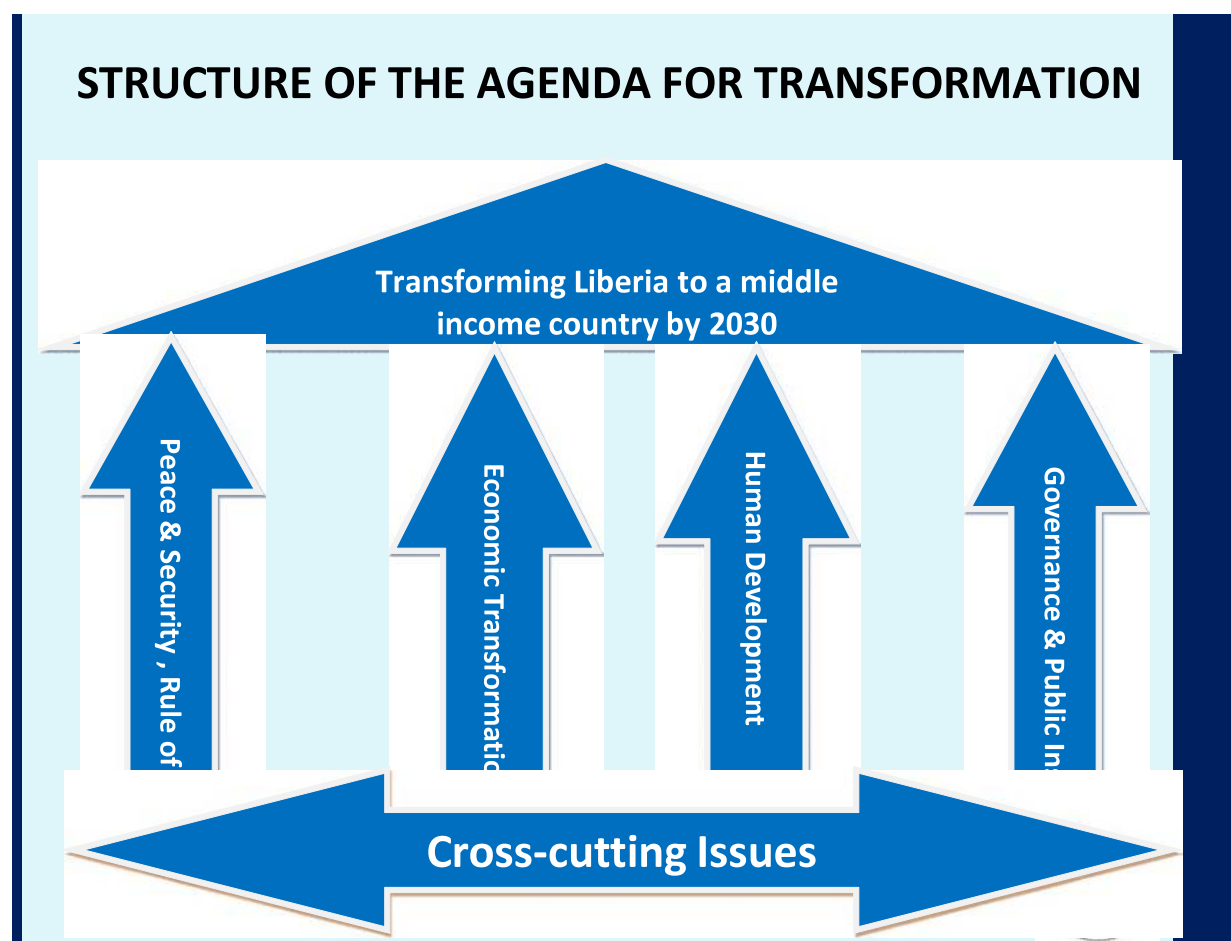 STRUCTURE OF THE AGENDA FOR TRANSFORMATION
Transforming Liberia to a middle
income country by 2030
Peace & Security , Rule of
Economic Transformatio
Human Development
Governance & Public Ins
Cross-cutting Issues